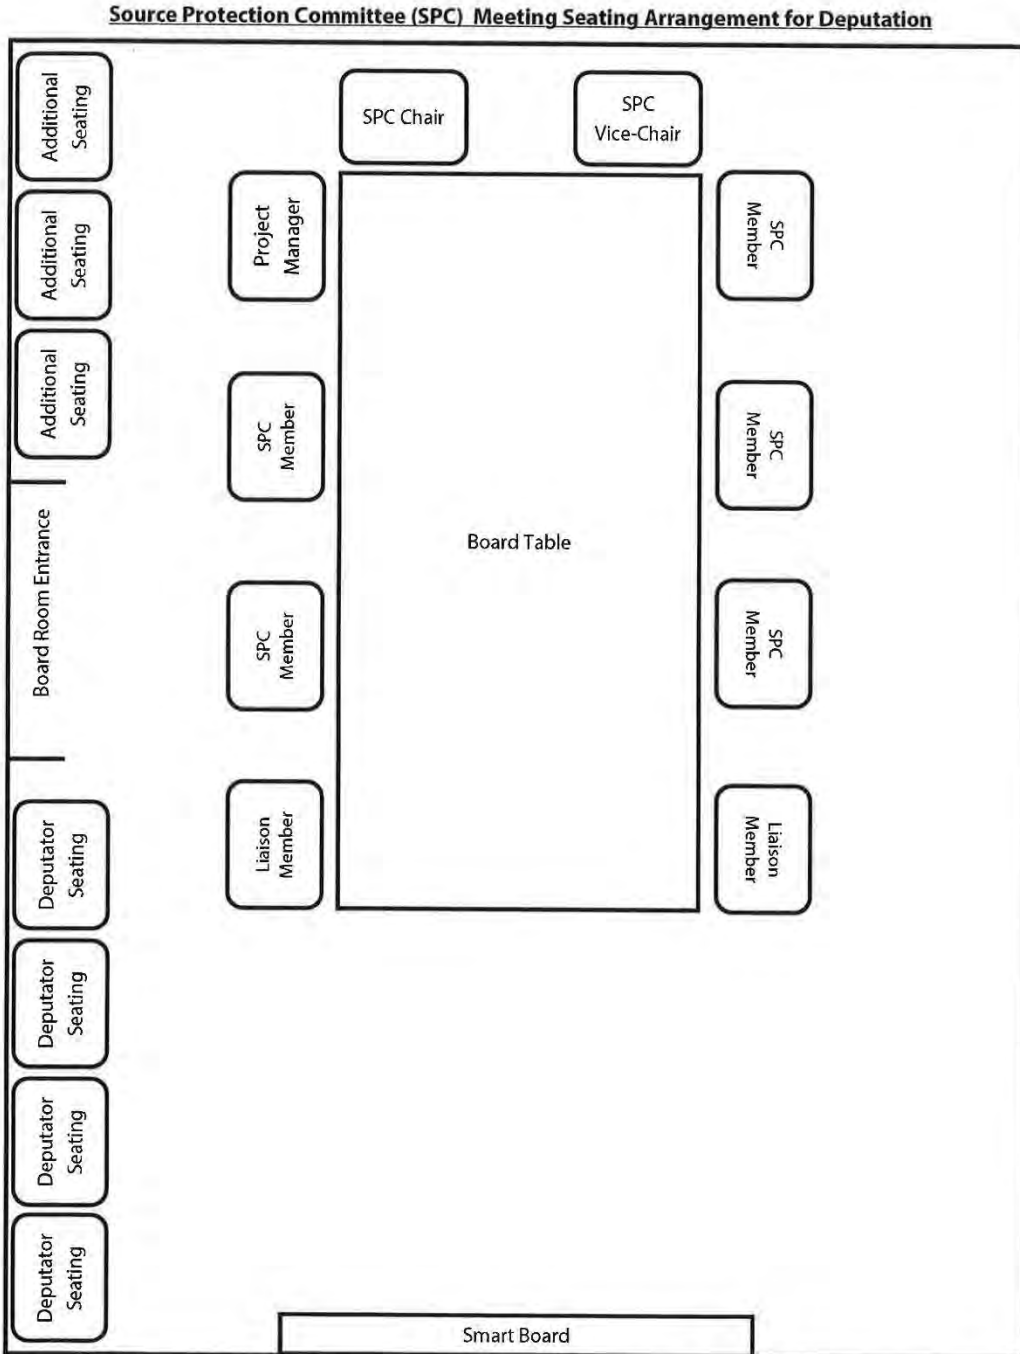 Source Protection Committee (SPC) Meeting Seating Arrangement for Deputation
Additional
Seating
Additional
Seating
Additional
Seating
Board Room Entrance
Deputator
Seating
Deputator
Seating
Deputator
Seating
Deputator
Seating
SPC Chair
SPC
Vice-Chair
Project
Manager
SPC
Member
SPC
Member
Liaison
Member
Board Table
SPC
Member
SPC
Member
SPC
Member
Liaison
Member
Smart Board